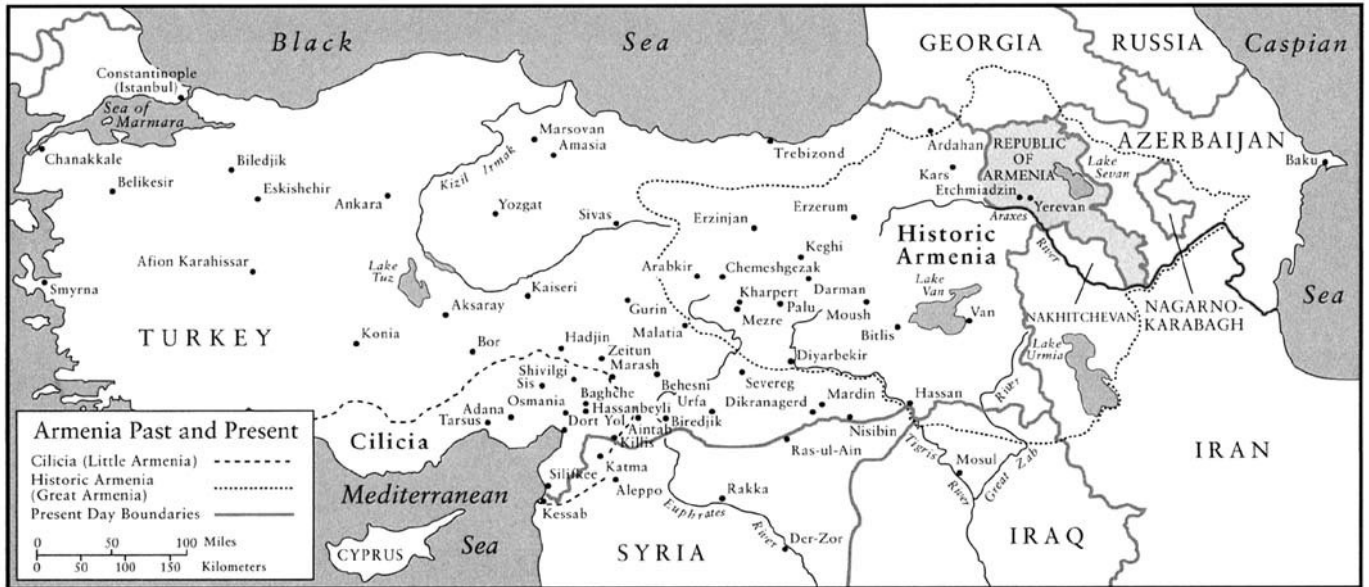 Black Sea
GEORGIA
RUSSIA
Caspian
Sea
Constantinople
(Istanbul)
Sea of
Marmara
Chanakkale
Belikesir
Biledjik
Eskishehir
Ankara
Kizil Irmak
Marsovan
Amasia
Yozgat
Sivas
Trebizond
Ardahan
Kars
Etchmiadzin
REPUBLIC
OF
ARMENIA
Lake
Sevan
Yerevan
Araxes
River
AZERBAIJAN
Baku
Erzinjan
Erzerum
Keghi
Historic
Armenia
Afion Karahissar
Smyrna
Lake
Tuz
Aksaray
Kaiseri
Arabkir
Chemeshgezak
Gurin
Kharpert
Mezre
Palu
Darman
Moush
Malatia
Lake
Van
Van
Bitlis
NAKHITCHEVAN
NAGARNO-
KARABAGH
Lake
Urmia
TURKEY
Konia
Bor
Hadjin
Zeitun
Marash
Shivilgi
Sis
Baghche
Behesni
Diyarbekir
Severeg
Urfa
Dikranagerd
Mardin
Hassan
River
Adana
Osmania
Hassanbeyli
Tarsus
Dort Yol
Aintab
Biredjik
Killis
Nisibin
Ras-ul-Ain
Cilicia
Silifkee
Katma
Aleppo
Kessab
Rakka
Euphrates
River
Der-Zor
Tigris
River
Mosul
Great Zab
IRAN
IRAQ
SYRIA
Mediterranean
Sea
CYPRUS
Armenia Past and Present
Cilicia (Little Armenia)
Historic Armenia
(Great Armenia)
Present Day Boundaries
0 50 100 Miles
0 50 100 150 Kilometers